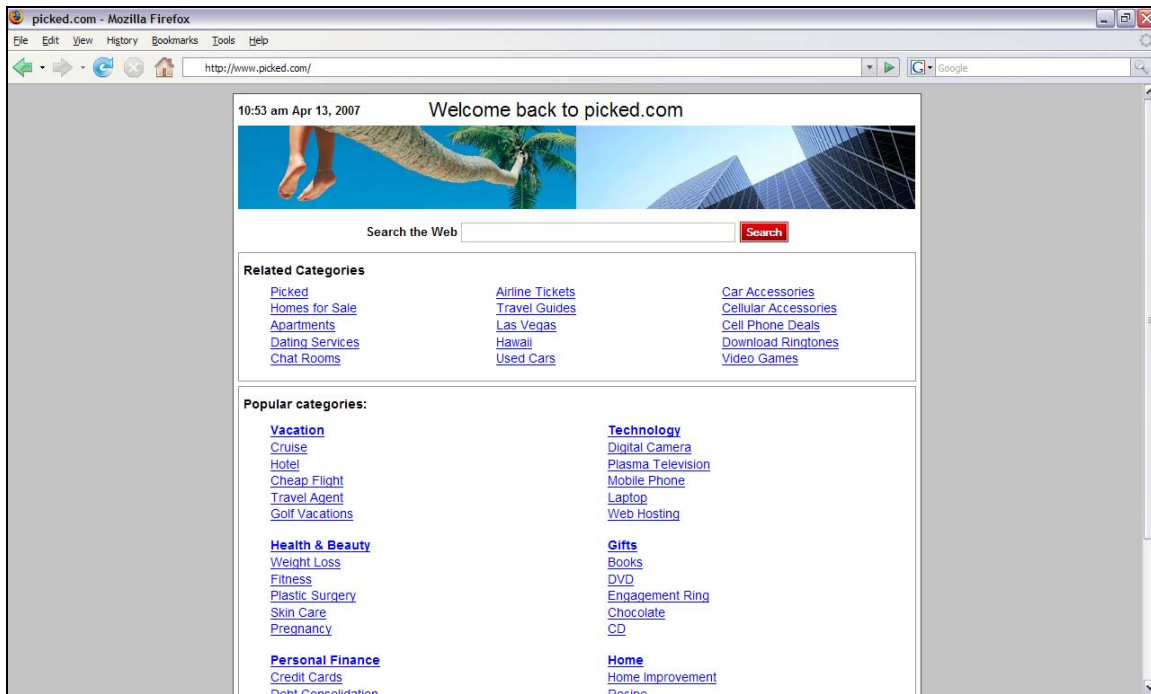 picked.com - Mozilla Firefox
File Edit View History Bookmarks Tools Help
http://www.picked.com/ Google
10:53 am Apr 13, 2007 Welcome back to picked.com
Search the Web Search
Related Categories
Picked Airline Tickets Car Accessories
Homes for Sale Travel Guides Cellular Accessories
Apartments Las Vegas Cell Phone Deals
Dating Services Hawaii Download Ringtones
Chat Rooms Used Cars Video Games
Popular categories:
Vacation Technology
Cruise Digital Camera
Hotel Plasma Television
Cheap Flight Mobile Phone
Travel Agent Laptop
Golf Vacations Web Hosting
Health & Beauty Gifts
Weight Loss Books
Fitness DVD
Plastic Surgery Engagement Ring
Skin Care Chocolate
Pregnancy CD
Personal Finance Home
Credit Cards Home Improvement
Debt Consolidation Recipe